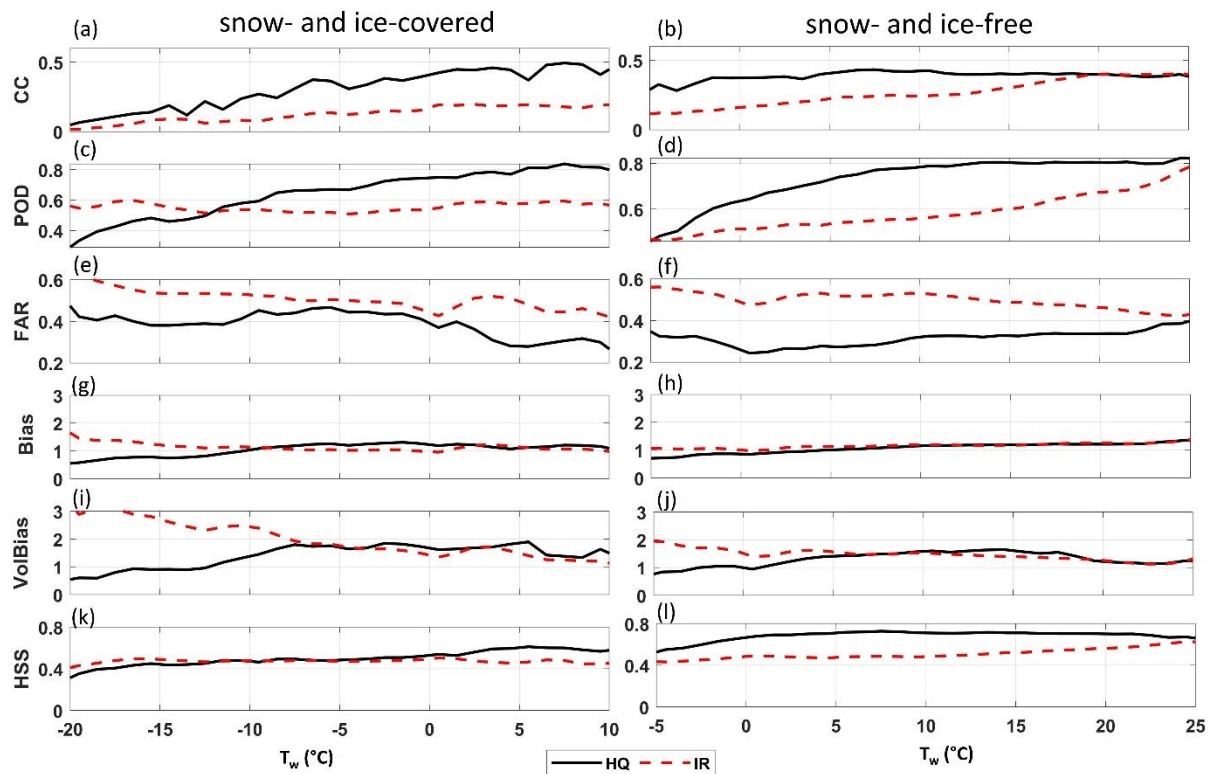 snow- and ice-covered
snow- and ice-free
(a)
(b)
CC
0.5
0
0.5
0
(c)
(d)
POD
0.8
0.6
0.4
0.8
0.6
(e)
(f)
FAR
0.6
0.4
0.2
0.6
0.4
0.2
(g)
(h)
Bias
3
2
1
0
3
2
1
0
(i)
(j)
VolBias
3
2
1
0
3
2
1
0
(k)
(l)
HSS
0.8
0.4
0
0.8
0.4
0
-20 -15 -10 -5 0 5 10
-5 0 5 10 15 20 25
Tw (°C)
Tw (°C)
HQ IR